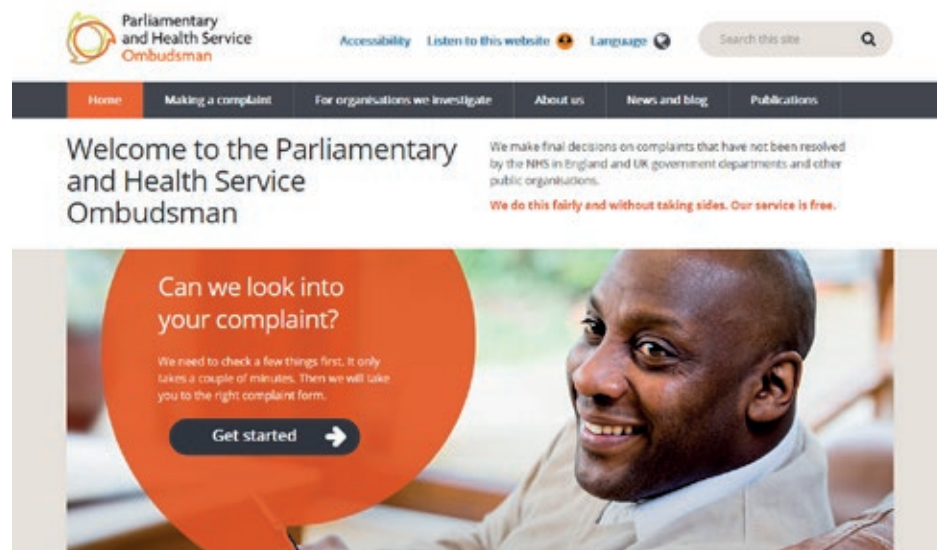 Parliamentary
and Health Service
Ombudsman
Accessibility Listen to this website Language Search this site
Home Making a complaint For organisations we investigate About us News and blog Publications
Welcome to the Parliamentary
and Health Service
Ombudsman
We make final decisions on complaints that have not been resolved
by the NHS in England and UK government departments and other
public organisations.
We do this fairly and without taking sides. Our service is free.
Can we look into
your complaint?
We need to check a few things first. It only
takes a couple of minutes. Then we will take
you to the right complaint form.
Get started